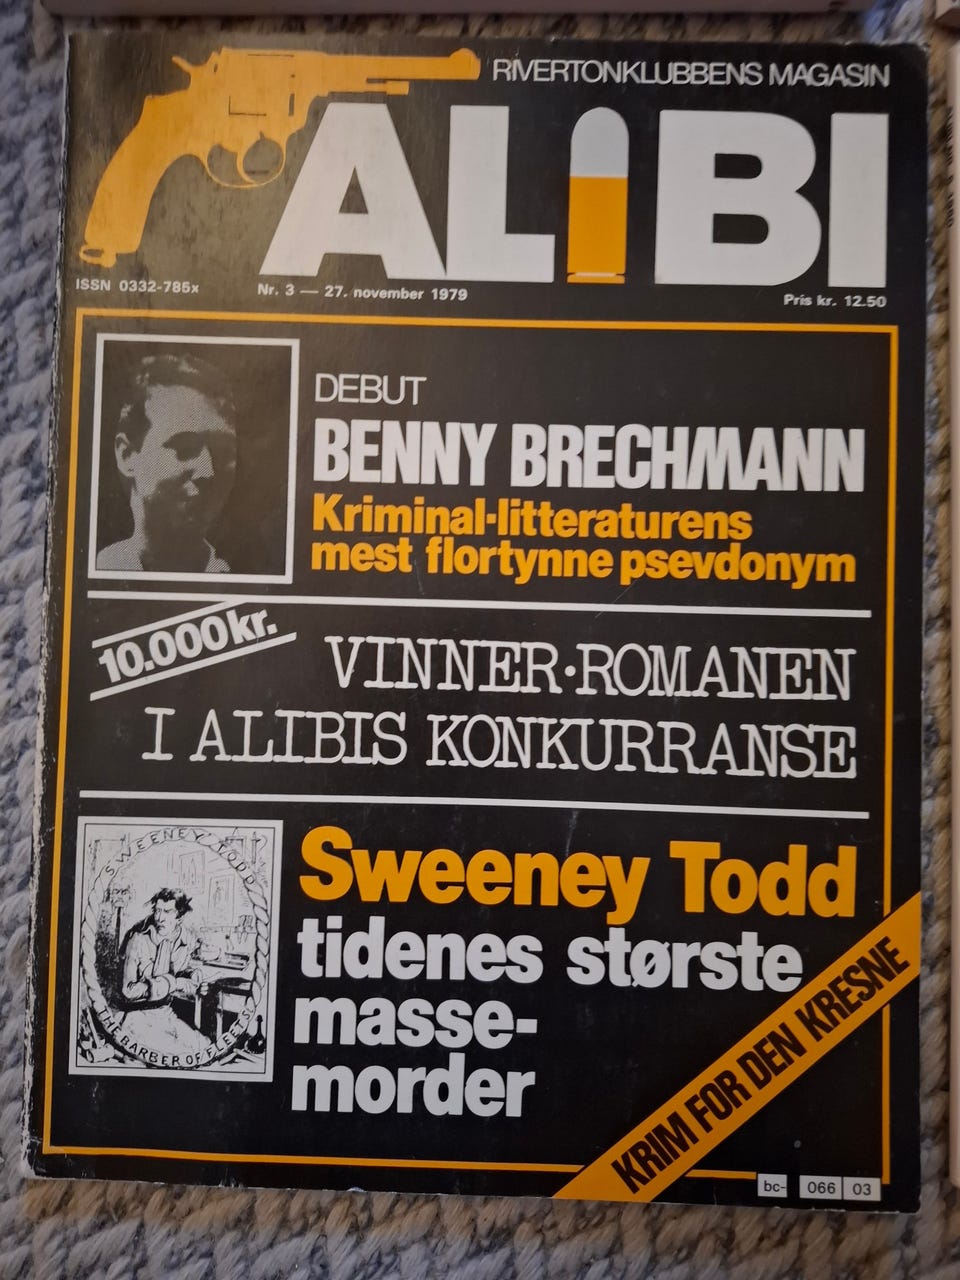 RIVERTONKLUBBENS MAGASIN
ALIBI
ISSN 0332-785x
Nr. 3 — 27. november 1979
Pris kr. 12.50
DEBUT
BENNY BRECHMANN
Kriminal-litteraturens
mest flortynne psevdonym
10.000 kr.
VINNER·ROMANEN
I ALIBIS KONKURRANSE
SWEENEY TODD
THE BARBER OF FLEET S
Sweeney Todd
tidenes største
masse-
morder
KRIM FOR DEN KRESNE
bc- 066 03